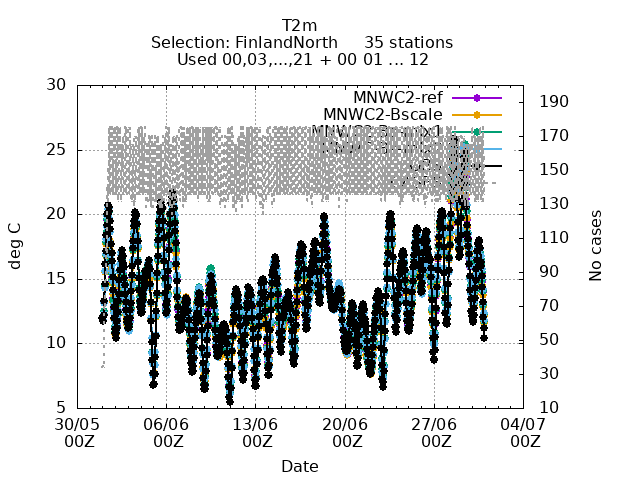 T2m
Selection: FinlandNorth 35 stations
Used 00,03,...,21 + 00 01 ... 12
30 190
MNWC2-ref
MNWC2-Bscale
170
25 150
20 130
110
deg C
No cases
15 90
70
10 50
30
5 10
30/05 06/06 13/06 20/06 27/06 04/07
00Z 00Z 00Z 00Z 00Z 00Z
Date